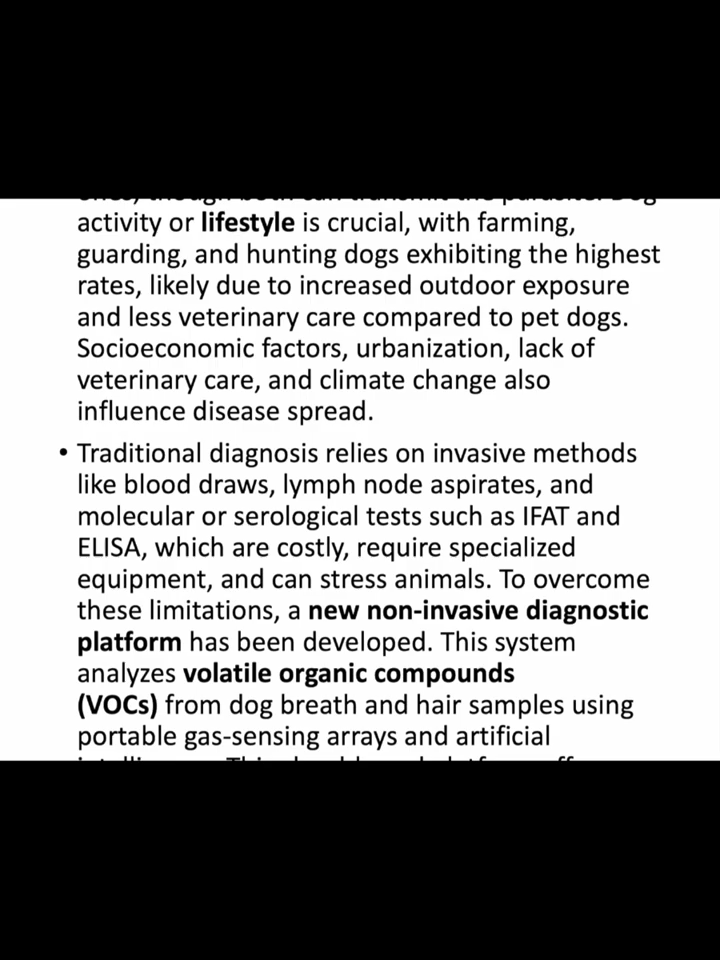 activity or lifestyle is crucial, with farming,
guarding, and hunting dogs exhibiting the highest
rates, likely due to increased outdoor exposure
and less veterinary care compared to pet dogs.
Socioeconomic factors, urbanization, lack of
veterinary care, and climate change also
influence disease spread.
• Traditional diagnosis relies on invasive methods
like blood draws, lymph node aspirates, and
molecular or serological tests such as IFAT and
ELISA, which are costly, require specialized
equipment, and can stress animals. To overcome
these limitations, a new non-invasive diagnostic
platform has been developed. This system
analyzes volatile organic compounds
(VOCs) from dog breath and hair samples using
portable gas-sensing arrays and artificial